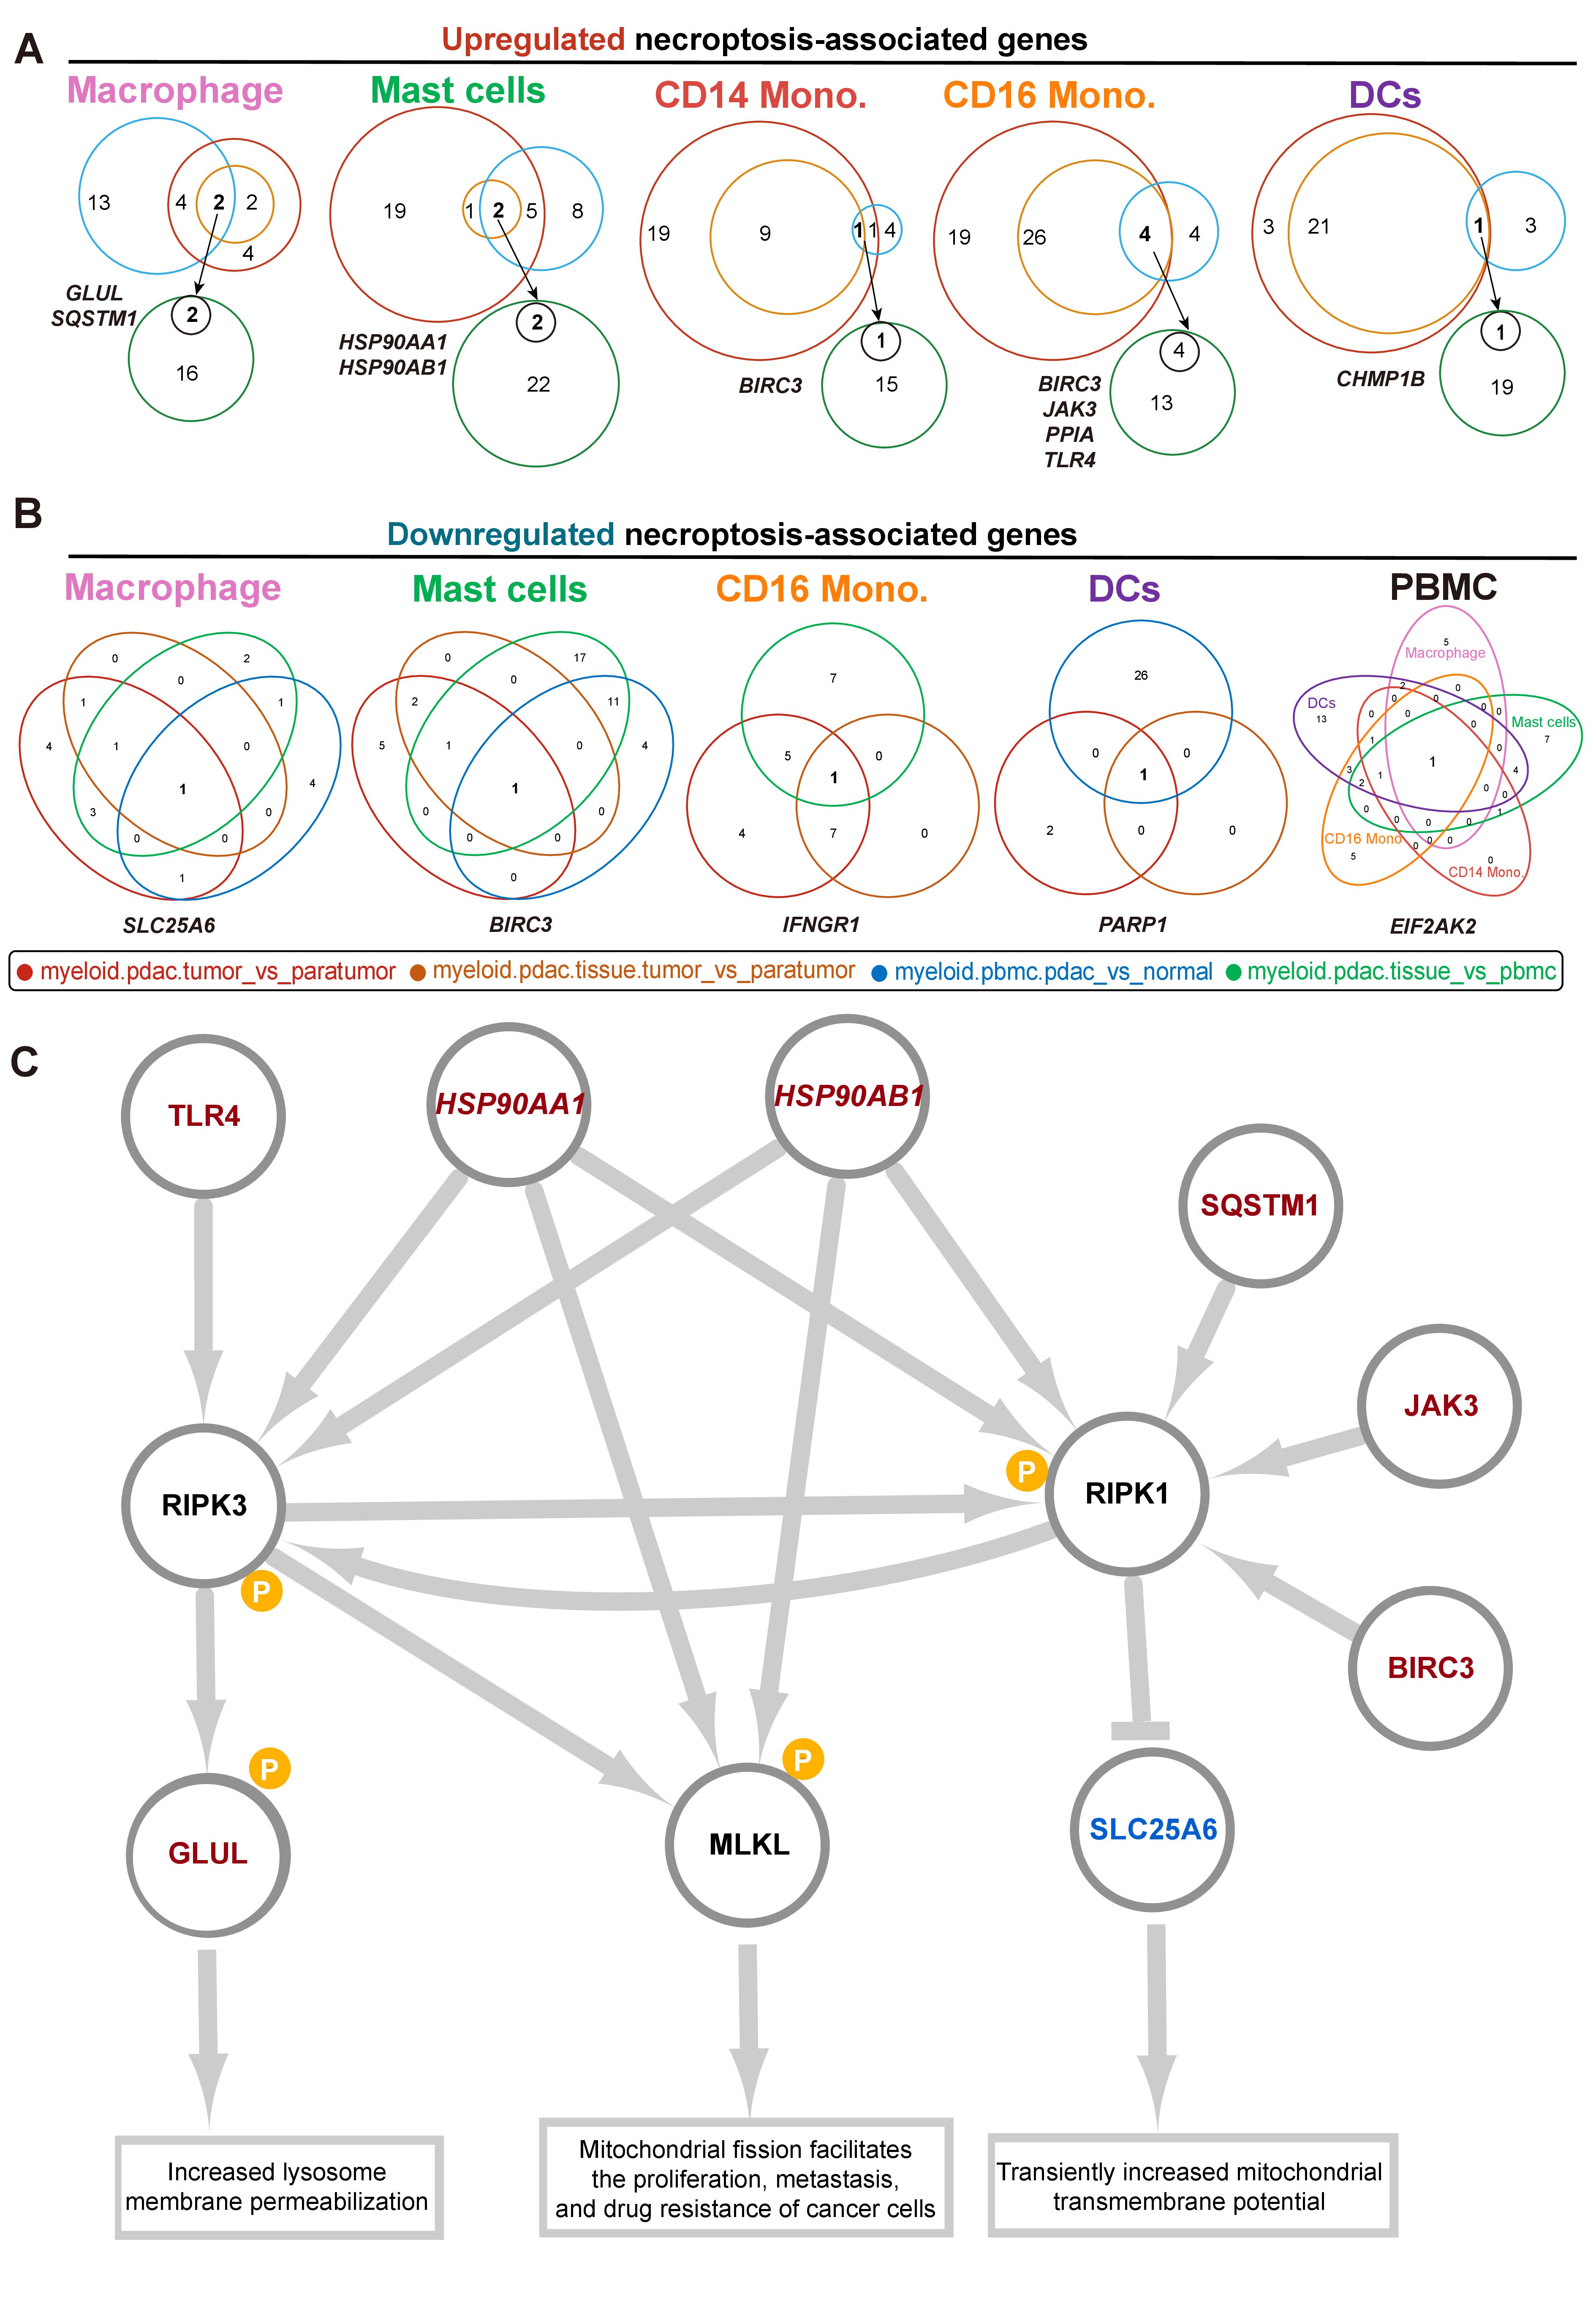 A
Upregulated necroptosis-associated genes
Macrophage
Mast cells
CD14 Mono.
CD16 Mono.
DCs
13
4
2
2
4
GLUL
SQSTM1
2
16
19
1
2
5
8
HSP90AA1
HSP90AB1
2
22
19
9
1
1
4
BIRC3
1
15
19
26
4
4
BIRC3
JAK3
PPIA
TLR4
4
13
3
21
1
3
CHMP1B
1
19
B
Downregulated necroptosis-associated genes
Macrophage
Mast cells
CD16 Mono.
DCs
PBMC
0
2
0
1
1
4
1
0
4
1
3
0
0
0
1
SLC25A6
0
17
0
2
11
5
1
0
4
1
0
0
0
0
0
BIRC3
7
5
0
1
4
7
0
IFNGR1
26
0
0
1
2
0
0
PARP1
5
Macrophage
DCs
13
Mast cells
7
2
0
0
0
0
0
0
0
0
0
1
0
1
3
1
4
2
0
0
0
1
0
0
0
0
0
0
0
CD16 Mono
5
0
CD14 Mono.
EIF2AK2
myeloid.pdac.tumor_vs_paratumor
myeloid.pdac.tissue.tumor_vs_paratumor
myeloid.pbmc.pdac_vs_normal
myeloid.pdac.tissue_vs_pbmc
C
TLR4
HSP90AA1
HSP90AB1
SQSTM1
JAK3
RIPK3
P
P
RIPK1
BIRC3
P
GLUL
P
MLKL
SLC25A6
Increased lysosome
membrane permeabilization
Mitochondrial fission facilitates
the proliferation, metastasis,
and drug resistance of cancer cells
Transiently increased mitochondrial
transmembrane potential